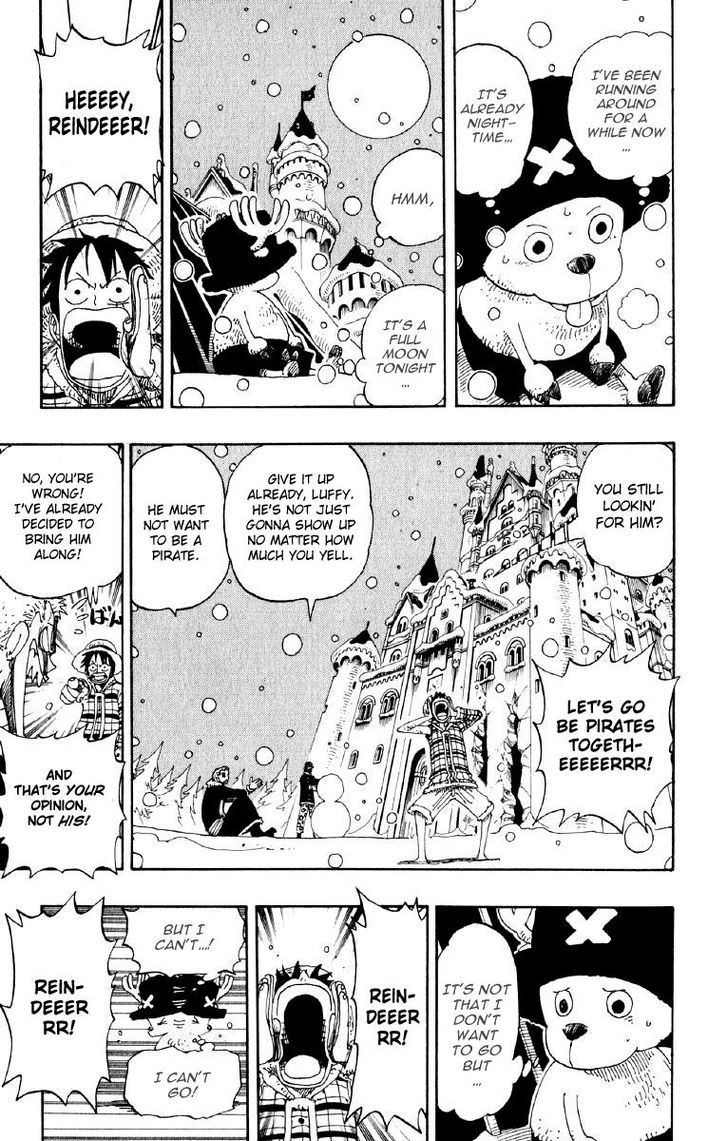 I'VE BEEN
RUNNING
AROUND
FOR A
WHILE NOW
...
IT'S
ALREADY
NIGHT-
TIME...
HMM,
IT'S A
FULL
MOON
TONIGHT
...
HEEEEY,
REINDEEER!
YOU STILL
LOOKIN'
FOR HIM?
LET'S GO
BE PIRATES
TOGETH-
EEEEERRR!
GIVE IT UP
ALREADY, LUFFY.
HE'S NOT JUST
GONNA SHOW UP
NO MATTER HOW
MUCH YOU YELL.
HE MUST
NOT WANT
TO BE A
PIRATE.
NO, YOU'RE
WRONG!
I'VE ALREADY
DECIDED TO
BRING HIM
ALONG!
ばん
AND
THAT'S YOUR
OPINION,
NOT HIS!
IT'S NOT
THAT I
DON'T
WANT TO
GO BUT
...
REIN-
DEEER
RR!
BUT I
CAN'T...!
I CAN'T
GO!
REIN-
DEEER
RR!